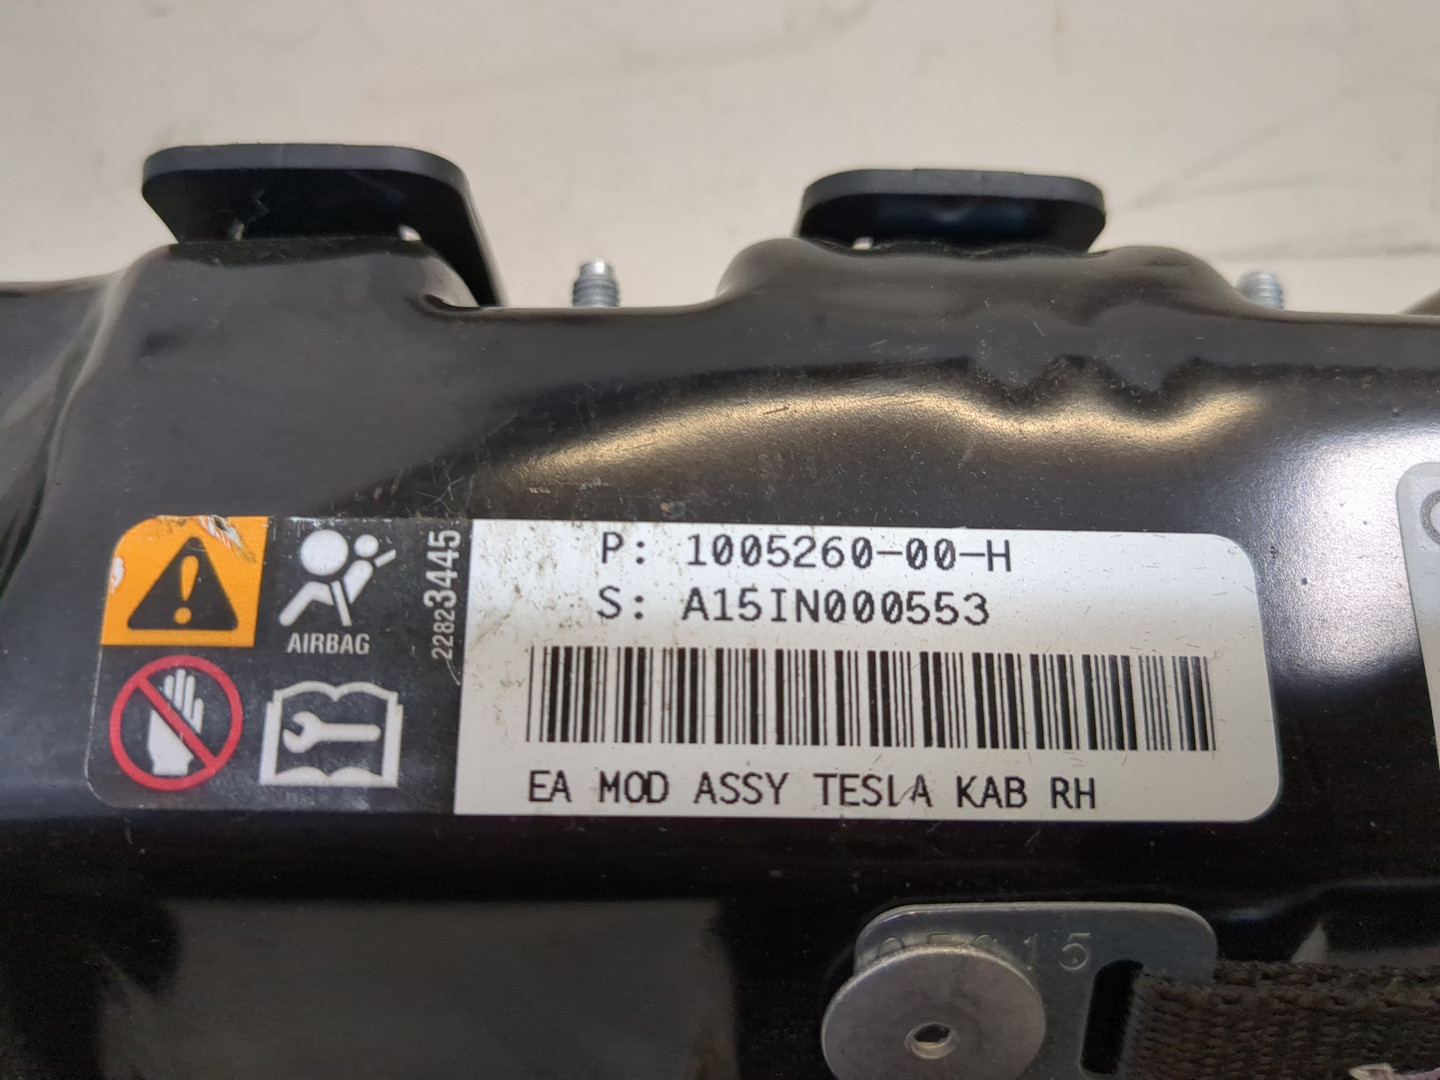 P: 1005260-00-H
S: A15IN000553
EA MOD ASSY TESLA KAB RH
AIRBAG
22823445